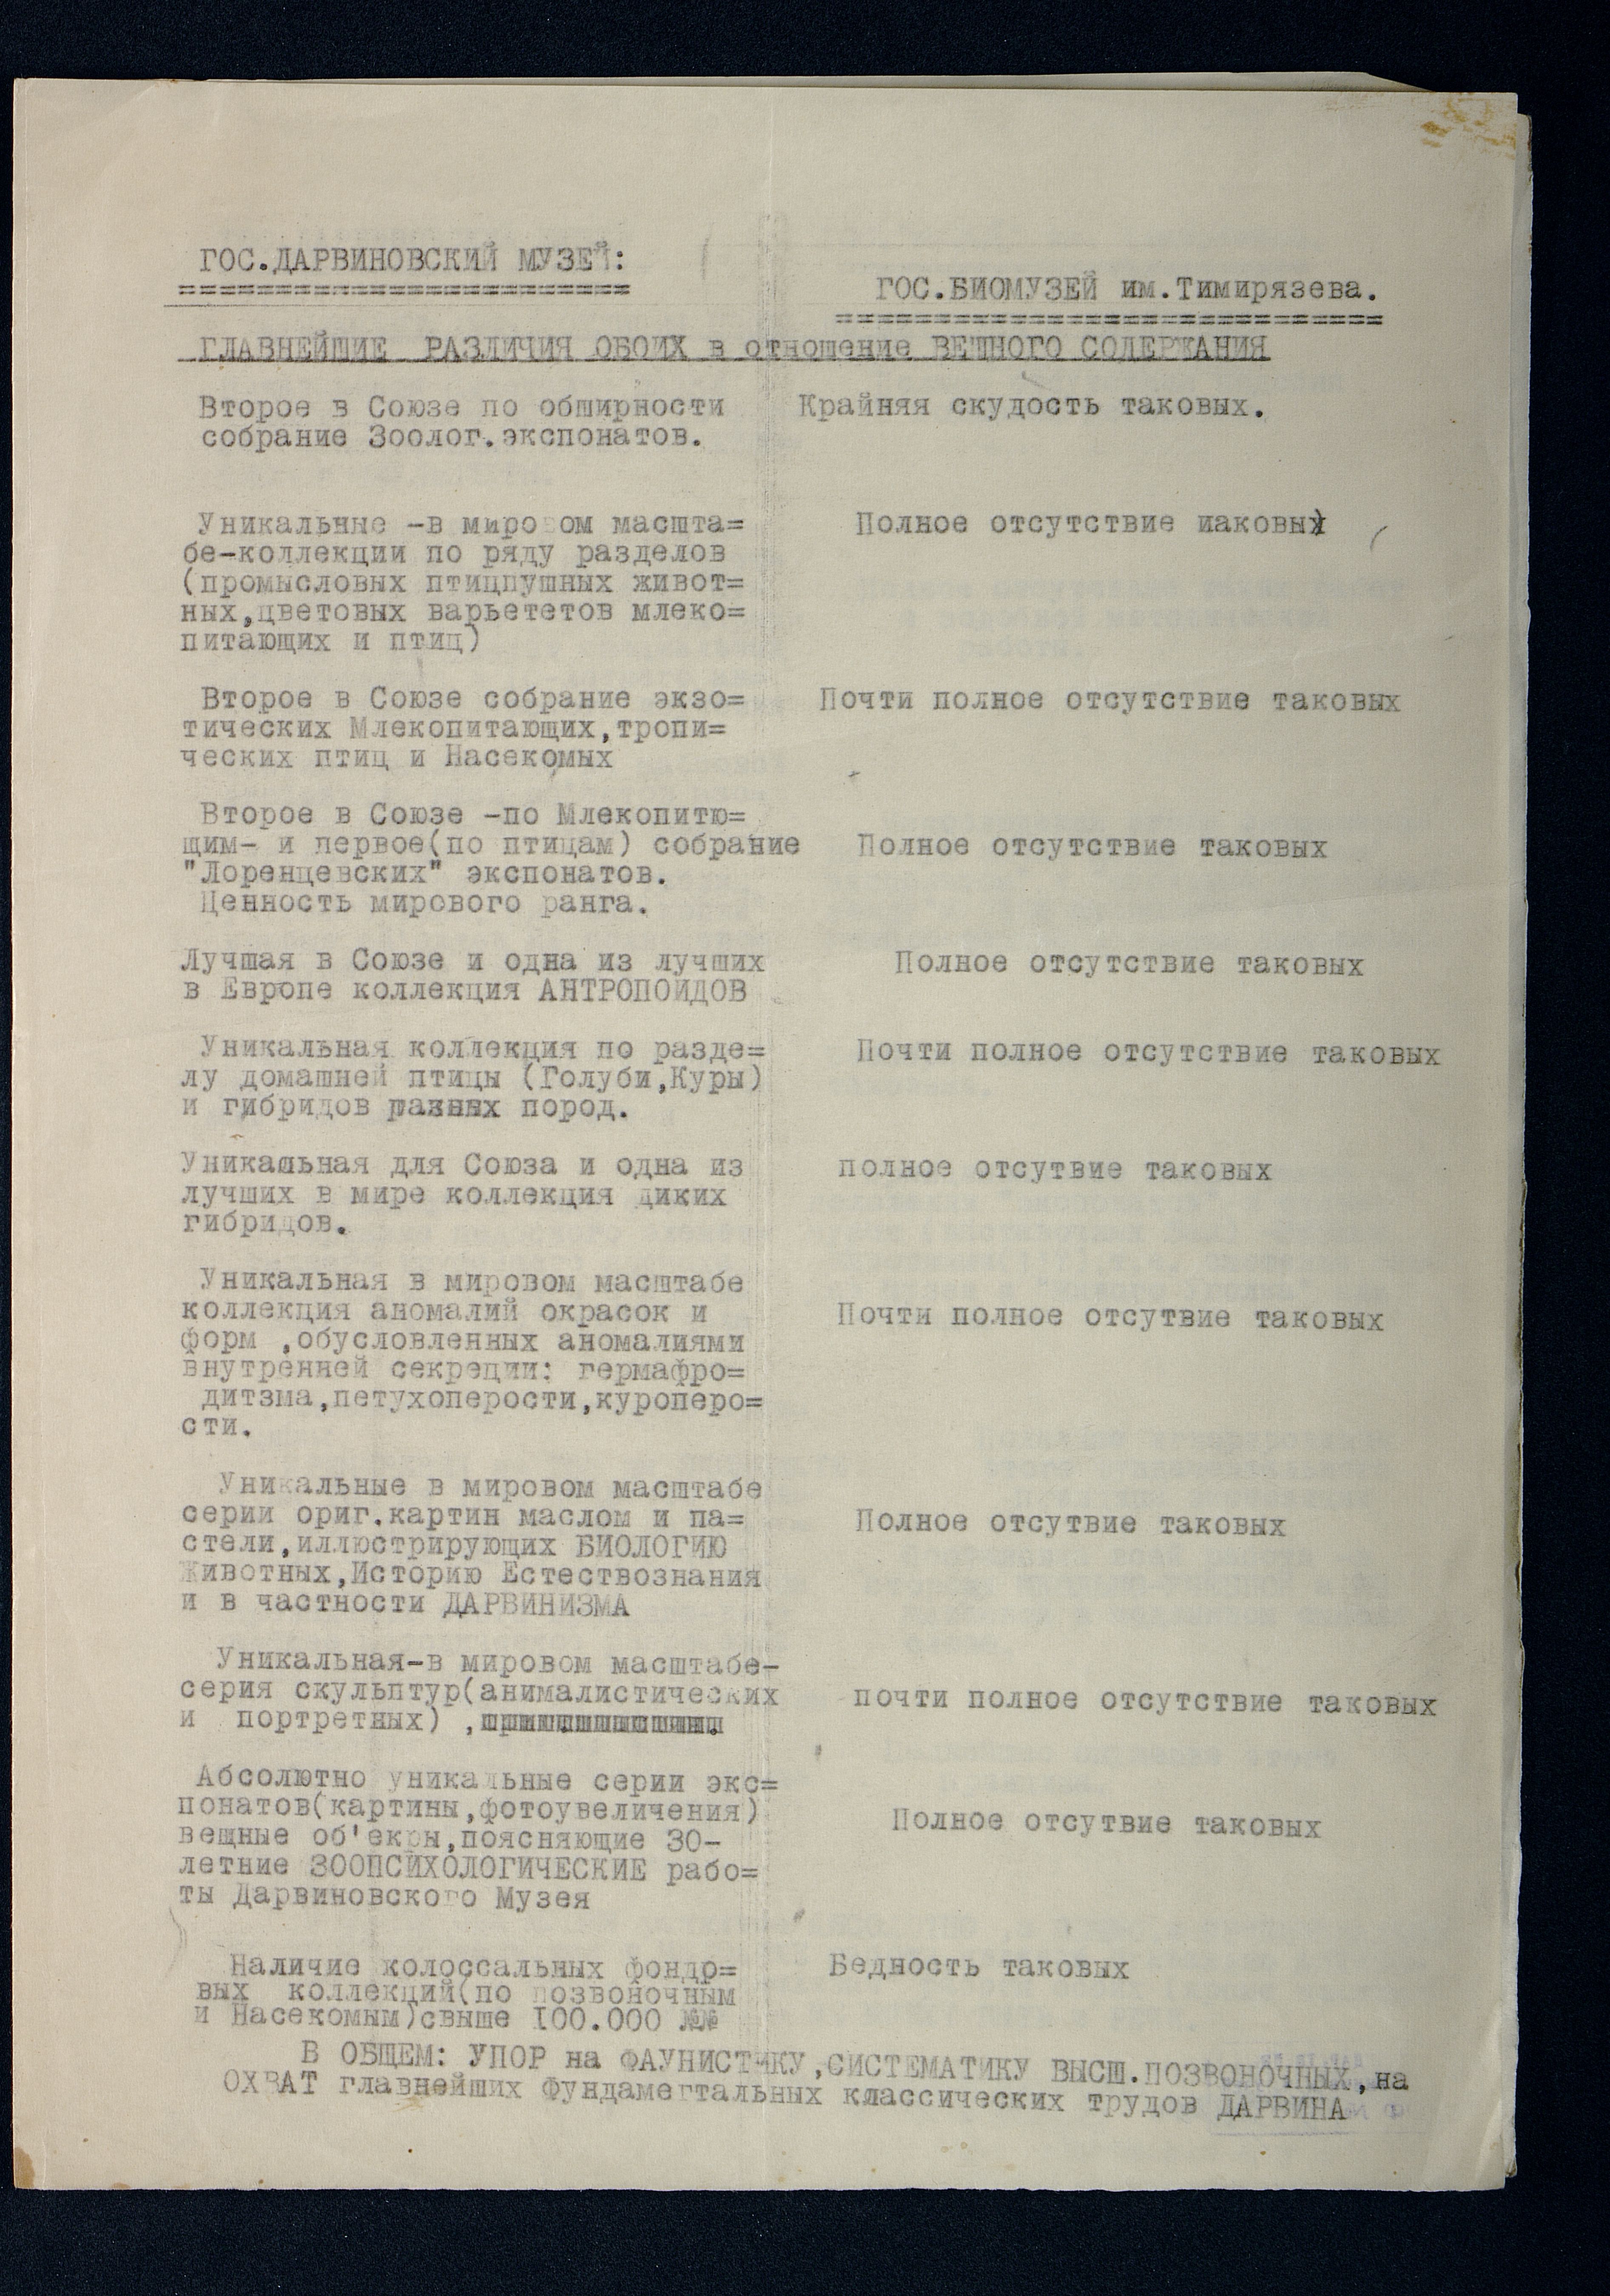 ГОС.ДАРВИНОВСКИЙ МУЗЕЙ:
ГОС.БИОМУЗЕЙ им.Тимирязева.
ГЛАВНЕЙШИЕ РАЗЛИЧИЯ ОБОИХ в отношение ВЕЩНОГО СОДЕРЖАНИЯ
Второе в Союзе по обширности
собрание Зоолог.экспонатов.
Крайняя скудость таковых.
Уникальные -в мировом масшта=
бе-коллекции по ряду разделов
(промысловых птицпушных живот=
ных,цветовых варьететов млеко=
питающих и птиц)
Полное отсутствие иаковых
Второе в Союзе собрание экзо=
тических Млекопитающих,тропи=
ческих птиц и Насекомых
Почти полное отсутствие таковых
Второе в Союзе -по Млекопитю=
щим- и первое(по птицам) собрание
"Лоренцевских" экспонатов.
Ценность мирового ранга.
Полное отсутствие таковых
Лучшая в Союзе и одна из лучших
в Европе коллекция АНТРОПОИДОВ
Полное отсутствие таковых
Уникальная коллекция по разде=
лу домашней птицы (Голуби,Куры)
и гибридов разных пород.
Почти полное отсутствие таковых
Уникальная для Союза и одна из
лучших в мире коллекция диких
гибридов.
полное отсутвие таковых
Уникальная в мировом масштабе
коллекция аномалий окрасок и
форм ,обусловленных аномалиями
внутренней секреции: гермафро=
дитзма,петухоперости,куроперо=
сти.
Почти полное отсутвие таковых
Уникальные в мировом масштабе
серии ориг.картин маслом и па=
стели,иллюстрирующих БИОЛОГИЮ
Животных,Историю Естествознания
и в частности ДАРВИНИЗМА
Полное отсутвие таковых
Уникальная-в мировом масштабе-
серия скульптур(анималистических
и портретных) ,
почти полное отсутствие таковых
Абсолютно уникальные серии экс=
понатов(картины,фотоувеличения)
вещные об'екры,поясняющие 30-
летние ЗООПСИХОЛОГИЧЕСКИЕ рабо=
ты Дарвиновского Музея
Полное отсутвие таковых
Наличие колоссальных фондо=
вых коллекций(по позвоночным
и Насекомым)свыше I00.000 №№
Бедность таковых
В ОБЩЕМ: УПОР на ФАУНИСТИКУ,СИСТЕМАТИКУ ВЫСШ.ПОЗВОНОЧНЫХ,на
ОХВАТ главнейших Фундаментальных классических трудов ДАРВИНА